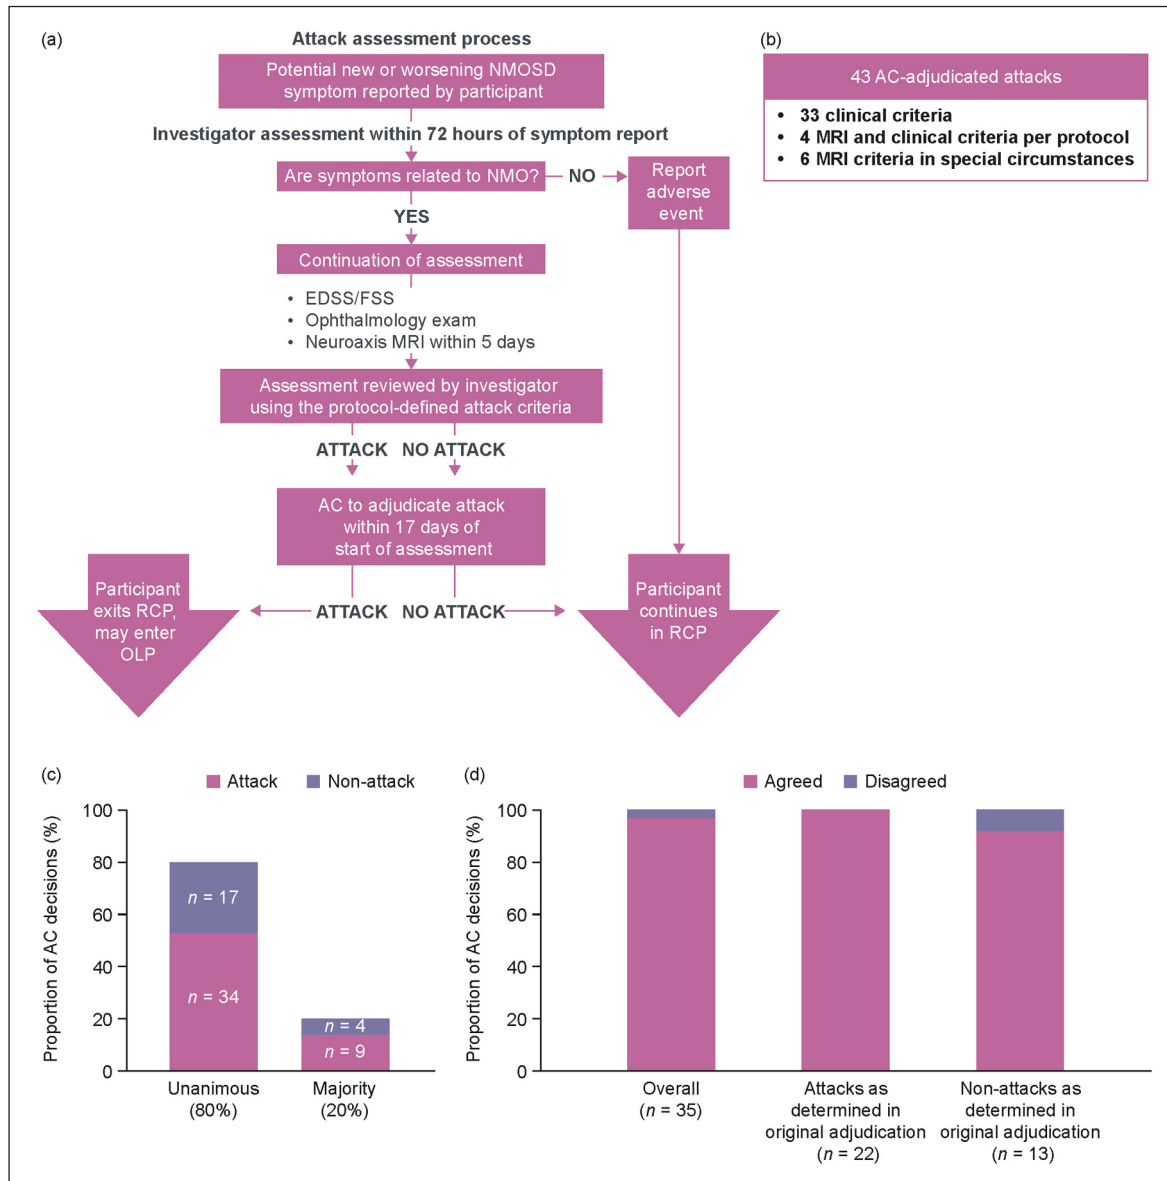 (a)
Attack assessment process
Potential new or worsening NMOSD
symptom reported by participant
Investigator assessment within 72 hours of symptom report
Are symptoms related to NMO?
NO
Report
adverse
event
YES
Continuation of assessment
• EDSS/FSS
• Ophthalmology exam
• Neuroaxis MRI within 5 days
Assessment reviewed by investigator
using the protocol-defined attack criteria
ATTACK NO ATTACK
AC to adjudicate attack
within 17 days of
start of assessment
ATTACK NO ATTACK
Participant
exits RCP,
may enter
OLP
Participant
continues
in RCP
(b)
43 AC-adjudicated attacks
• 33 clinical criteria
• 4 MRI and clinical criteria per protocol
• 6 MRI criteria in special circumstances
(c)
Attack Non-attack
Proportion of AC decisions (%)
100
80
60
40
20
0
n = 17
n = 34
n = 4
n = 9
Unanimous
(80%)
Majority
(20%)
(d)
Agreed Disagreed
Proportion of AC decisions (%)
100
80
60
40
20
0
Overall
(n = 35)
Attacks as
determined in
original adjudication
(n = 22)
Non-attacks as
determined in
original adjudication
(n = 13)